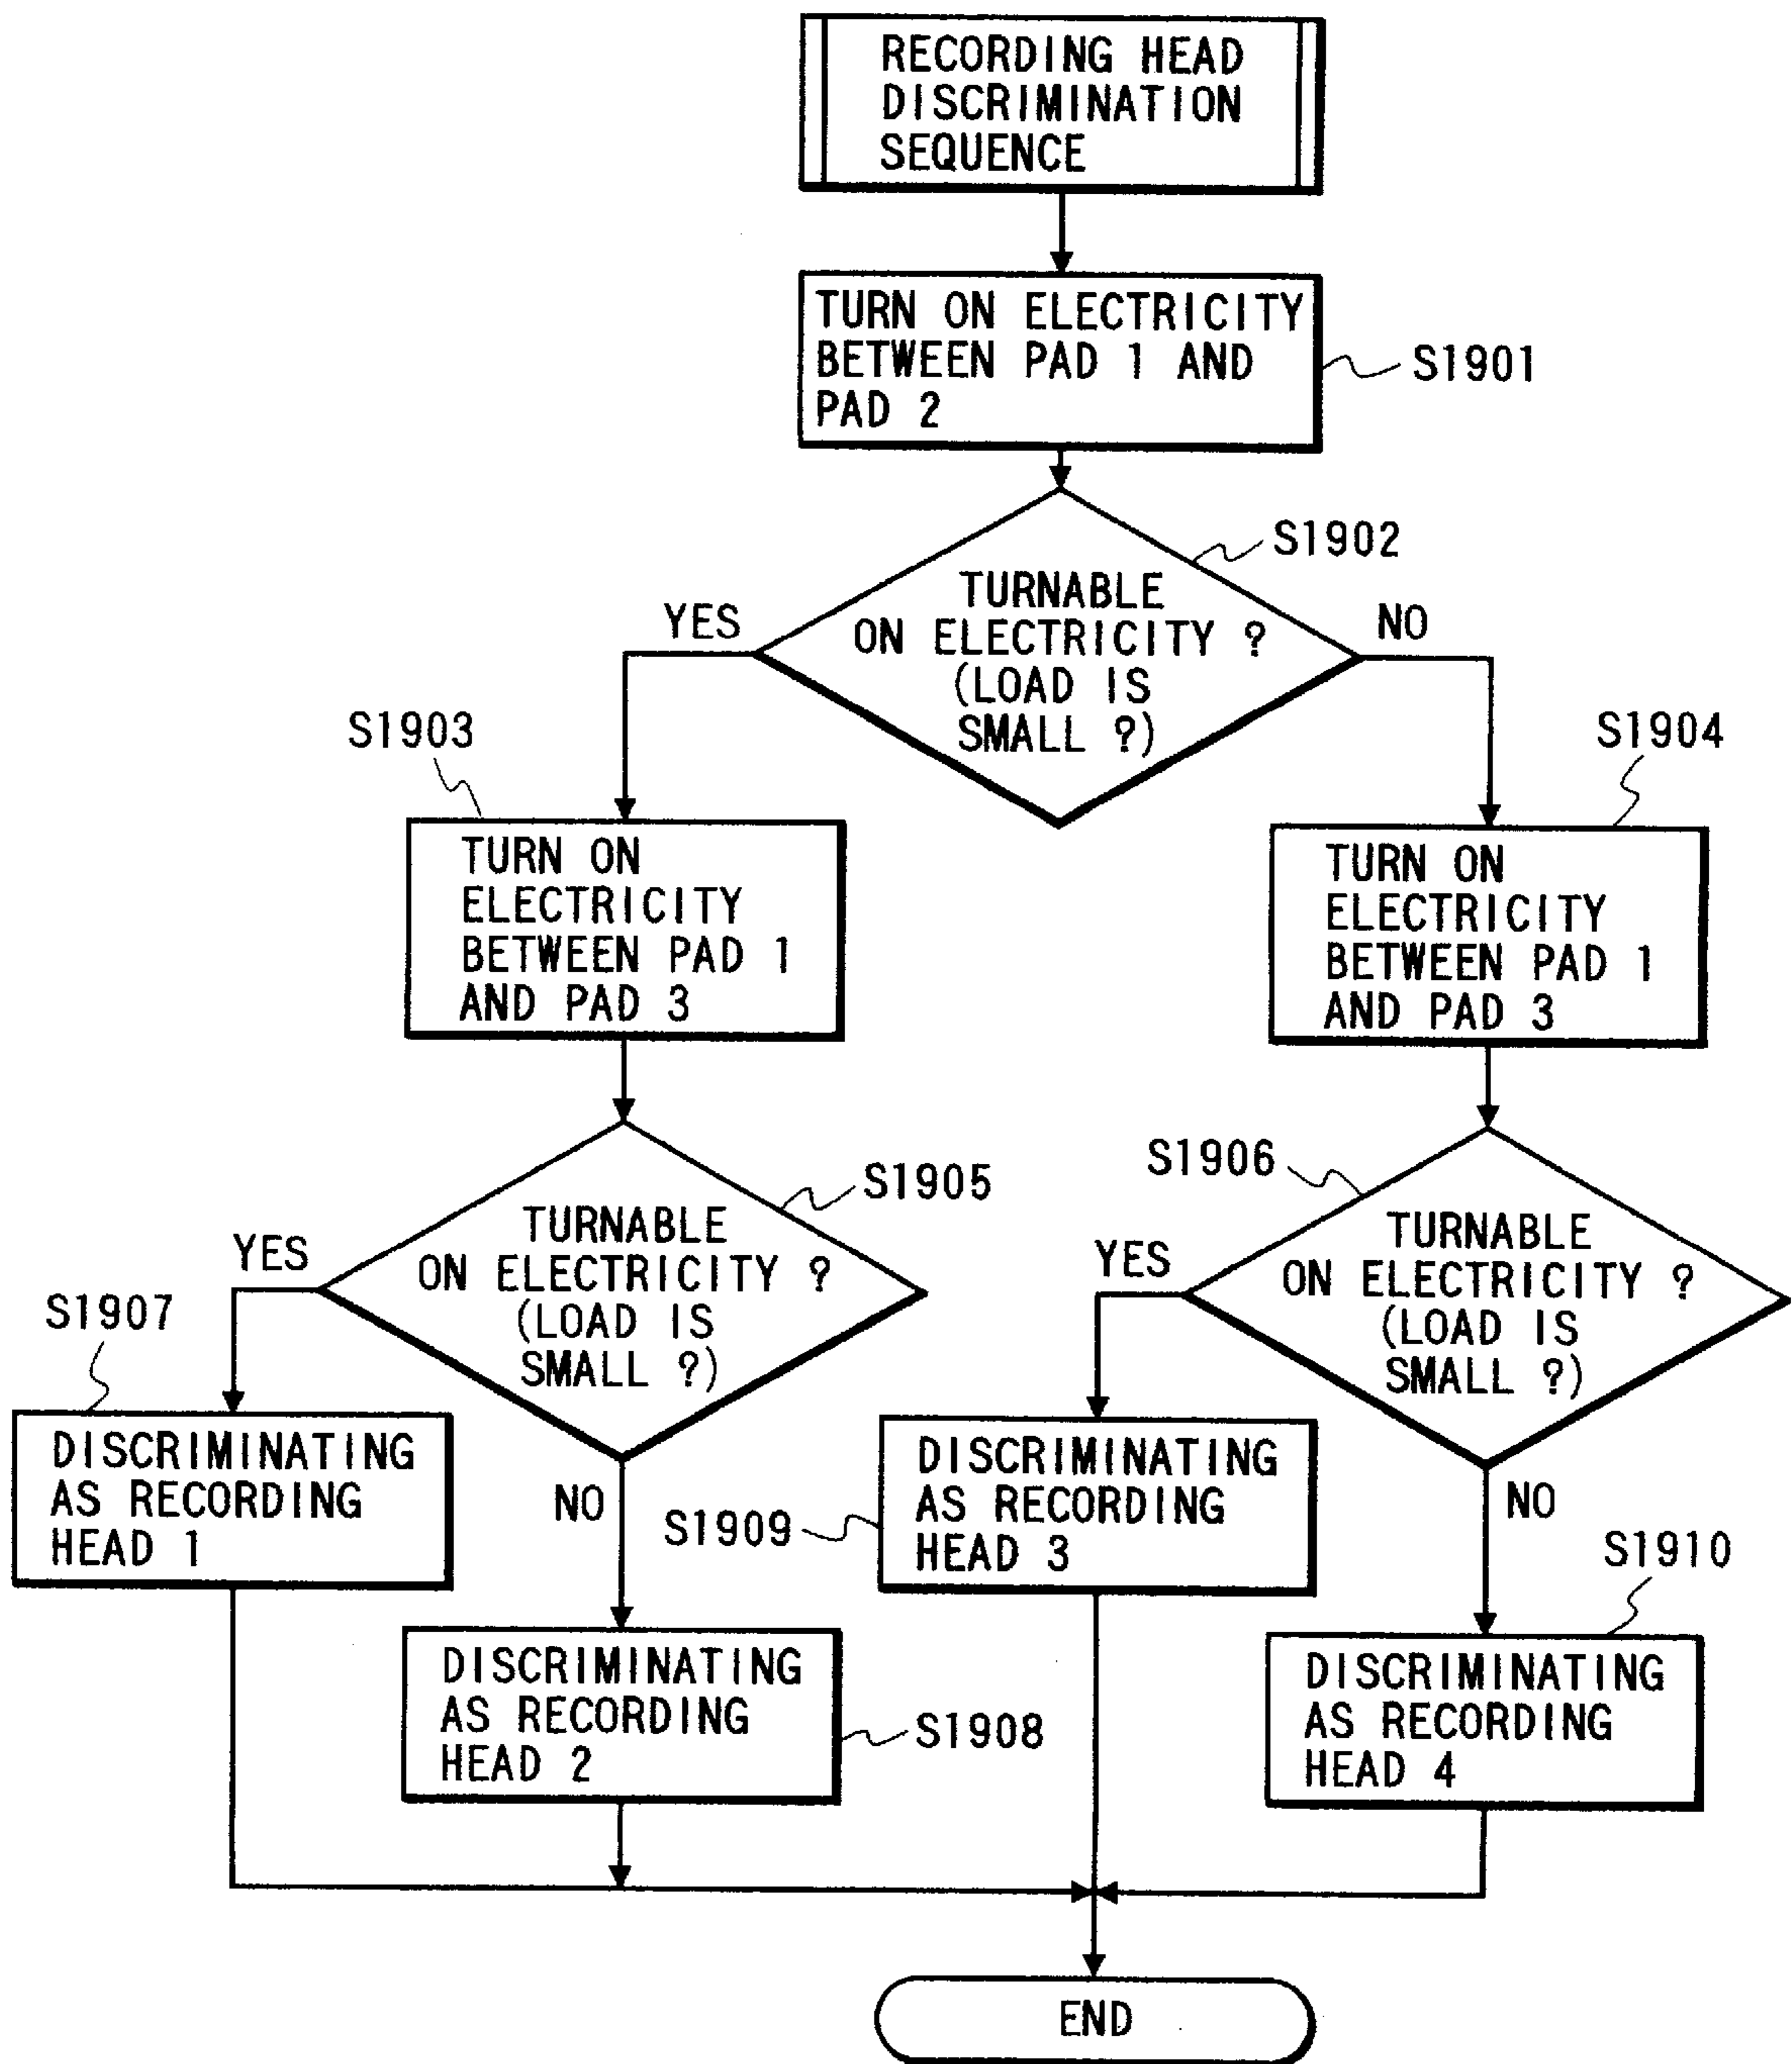 RECORDING HEAD
DISCRIMINATION
SEQUENCE
TURN ON ELECTRICITY
BETWEEN PAD 1 AND
PAD 2
S1901
S1902
TURNABLE
ON ELECTRICITY ?
(LOAD IS
SMALL ?)
YES
NO
S1903
TURN ON
ELECTRICITY
BETWEEN PAD 1
AND PAD 3
S1904
TURN ON
ELECTRICITY
BETWEEN PAD 1
AND PAD 3
S1905
TURNABLE
ON ELECTRICITY ?
(LOAD IS
SMALL ?)
YES
NO
S1906
TURNABLE
ON ELECTRICITY ?
(LOAD IS
SMALL ?)
YES
NO
S1907
DISCRIMINATING
AS RECORDING
HEAD 1
DISCRIMINATING
AS RECORDING
HEAD 2
S1908
S1909
DISCRIMINATING
AS RECORDING
HEAD 3
S1910
DISCRIMINATING
AS RECORDING
HEAD 4
END